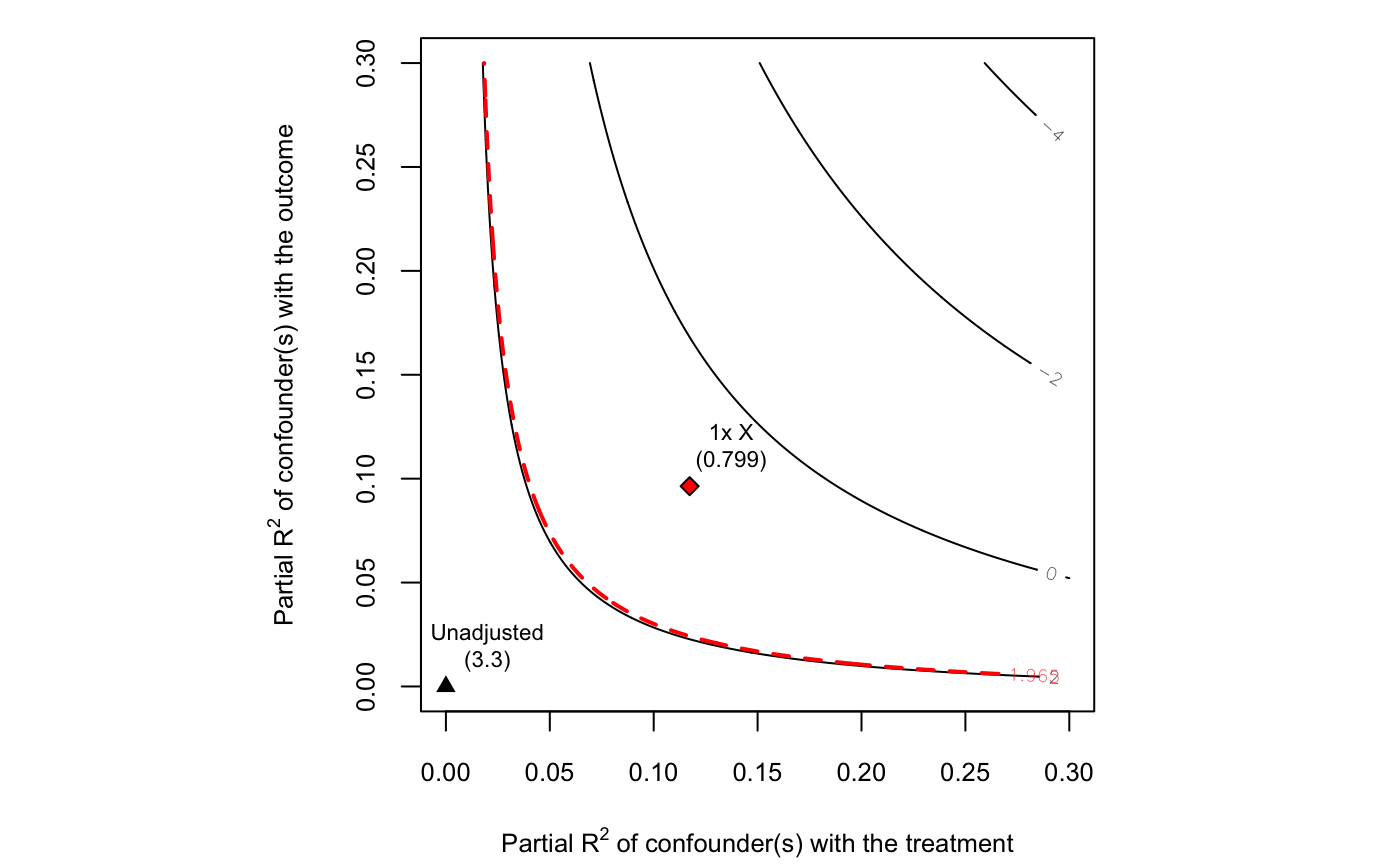 Partial R² of confounder(s) with the outcome
0.30
0.25
0.20
0.15
0.10
0.05
0.00
-4
-2
0
2
1x X
(0.799)
Unadjusted
(3.3)
0.00 0.05 0.10 0.15 0.20 0.25 0.30
Partial R² of confounder(s) with the treatment